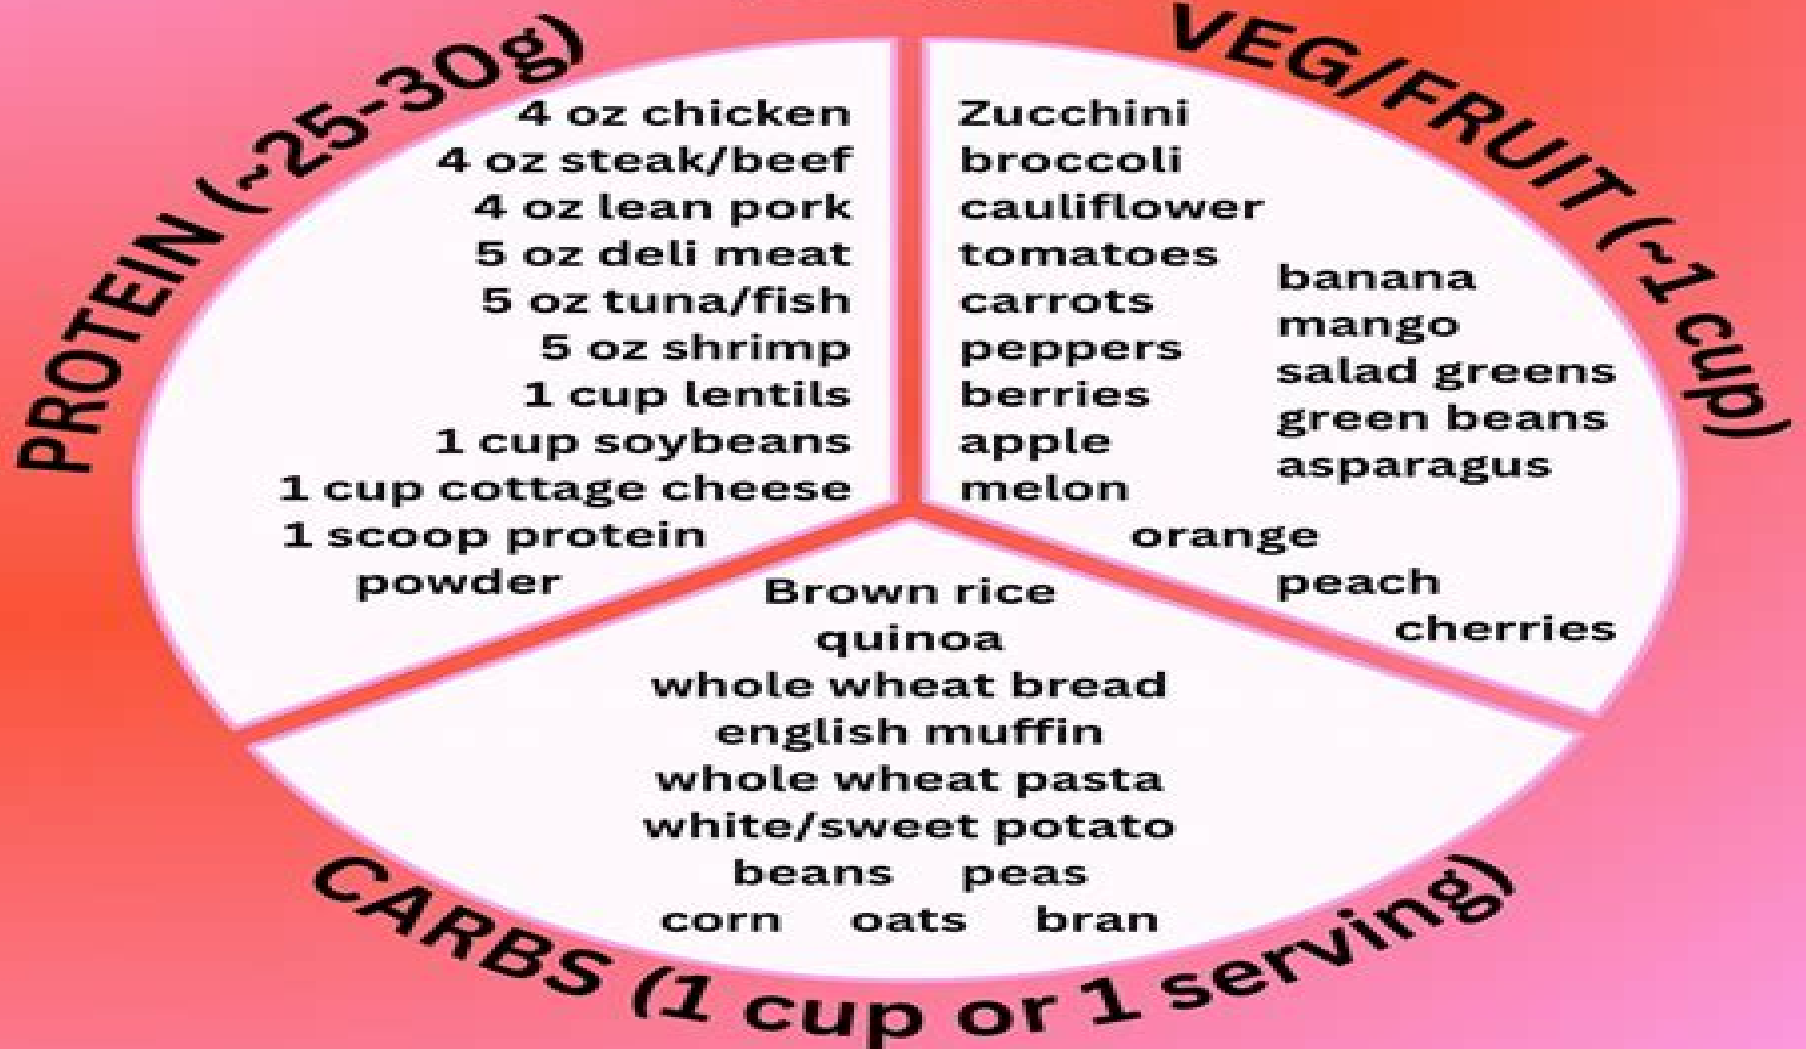 PROTEIN (~25-30g)
4 oz chicken
4 oz steak/beef
4 oz lean pork
5 oz deli meat
5 oz tuna/fish
5 oz shrimp
1 cup lentils
1 cup soybeans
1 cup cottage cheese
1 scoop protein
powder
VEG/FRUIT (~1 cup)
Zucchini
broccoli
cauliflower
tomatoes
carrots
peppers
berries
apple
melon
banana
mango
salad greens
green beans
asparagus
orange
peach
cherries
Brown rice
quinoa
whole wheat bread
english muffin
whole wheat pasta
white/sweet potato
beans peas
corn oats bran
CARBS (1 cup or 1 serving)